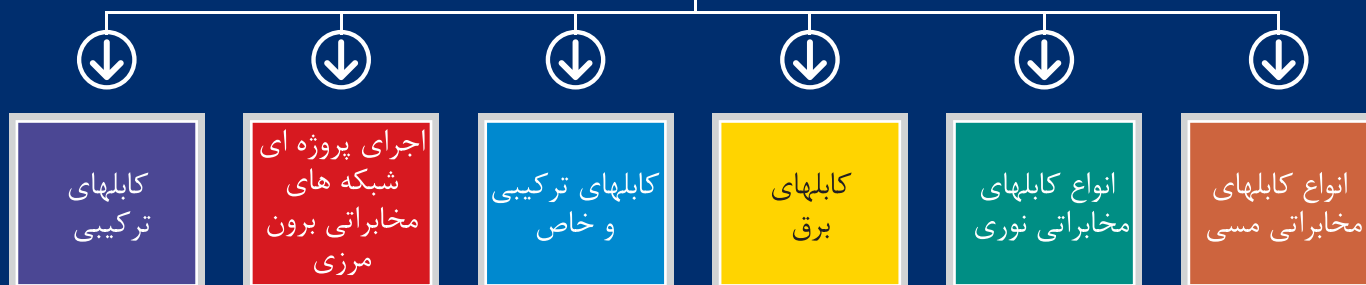 انواع کابلهای
مخابراتی مسی
انواع کابلهای
مخابراتی نوری
کابلهای
برق
کابلهای ترکیبی
و خاص
اجرای پروژه ای
شبکه های
مخابراتی برون
مرزی
کابلهای
ترکیبی